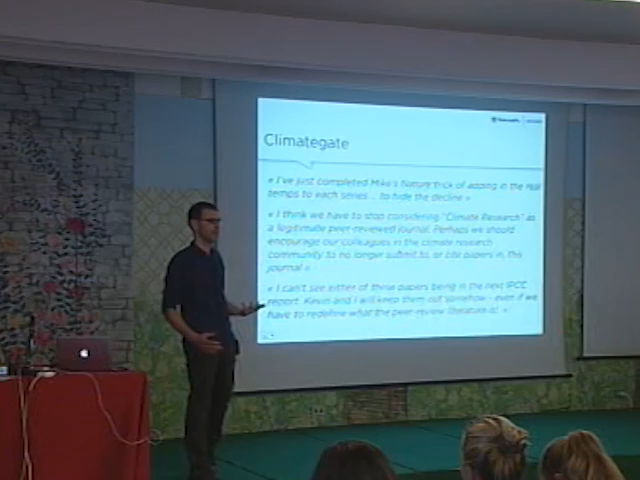 Climategate
« I've just completed Mike's Nature trick of adding in the real
temps to each series... to hide the decline »
« I think we have to stop considering "Climate Research" as
a legitimate peer-reviewed journal. Perhaps we should
encourage our colleagues in the climate research
community to no longer submit to, or cite papers in, this
journal »
« I can't see either of these papers being in the next IPCC
report. Kevin and I will keep them out somehow - even if we
have to redefine what the peer-review literature is! »